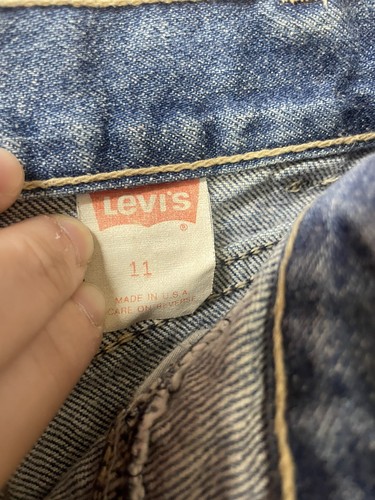 Levi's
®
11
MADE IN U.S.A.
CARE ON REVERSE